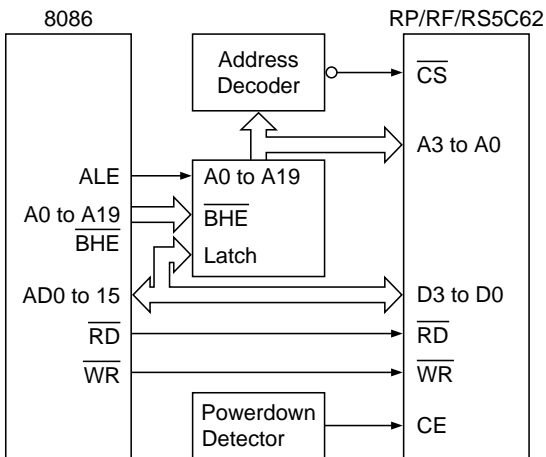 8086
RP/RF/RS5C62
Address
Decoder
CS
A3 to A0
ALE
A0 to A19
A0 to A19
BHE
BHE
Latch
AD0 to 15
D3 to D0
RD
RD
WR
WR
Powerdown
Detector
CE